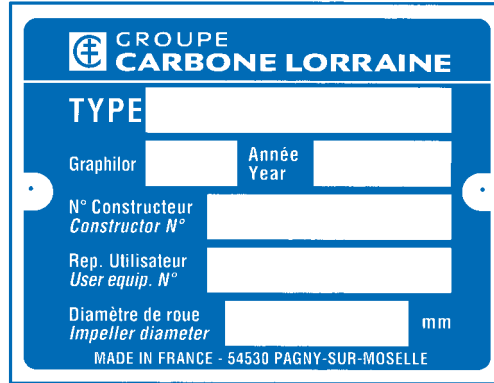 GROUPE
CARBONE LORRAINE
TYPE
Graphilor
Année
Year
N° Constructeur
Constructor N°
Rep. Utilisateur
User equip. N°
Diamètre de roue
Impeller diameter
mm
MADE IN FRANCE - 54530 PAGNY-SUR-MOSELLE